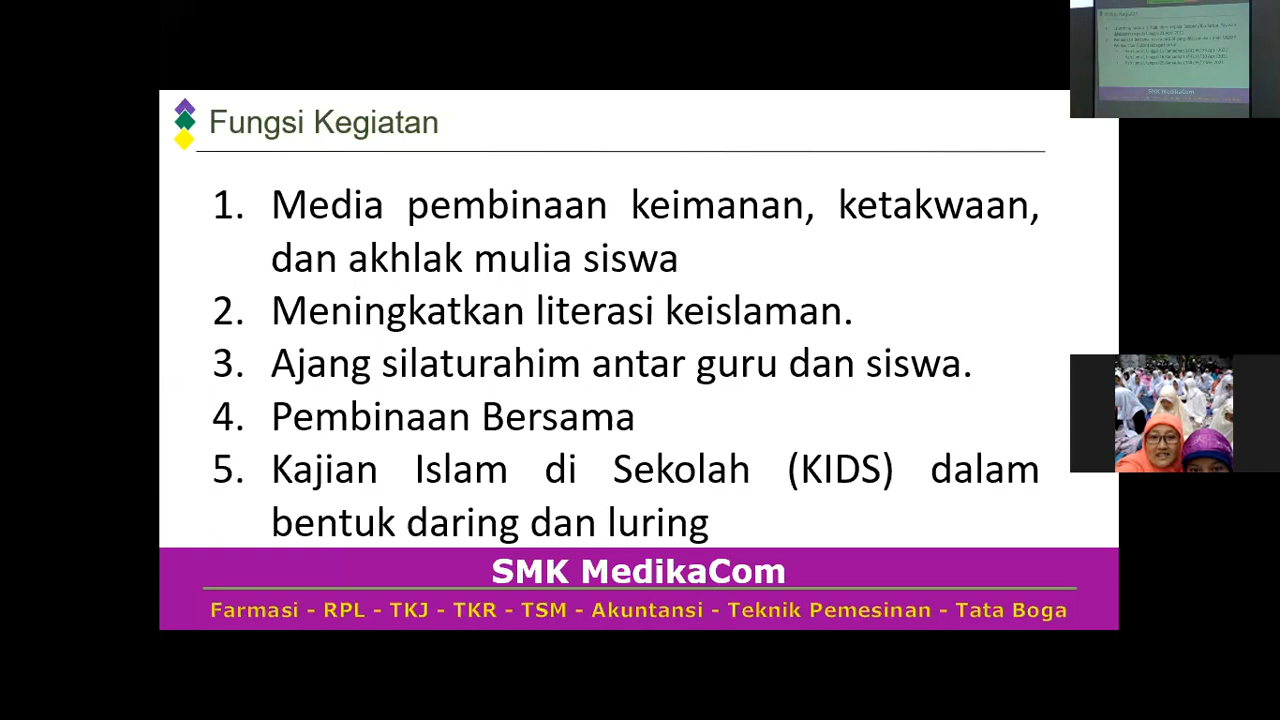 Fungsi Kegiatan
1. Media pembinaan keimanan, ketakwaan,
dan akhlak mulia siswa
2. Meningkatkan literasi keislaman.
3. Ajang silaturahim antar guru dan siswa.
4. Pembinaan Bersama
5. Kajian Islam di Sekolah (KIDS) dalam
bentuk daring dan luring
SMK MedikaCom
Farmasi - RPL - TKJ - TKR - TSM - Akuntansi - Teknik Pemesinan - Tata Boga
SMK MedikaCom